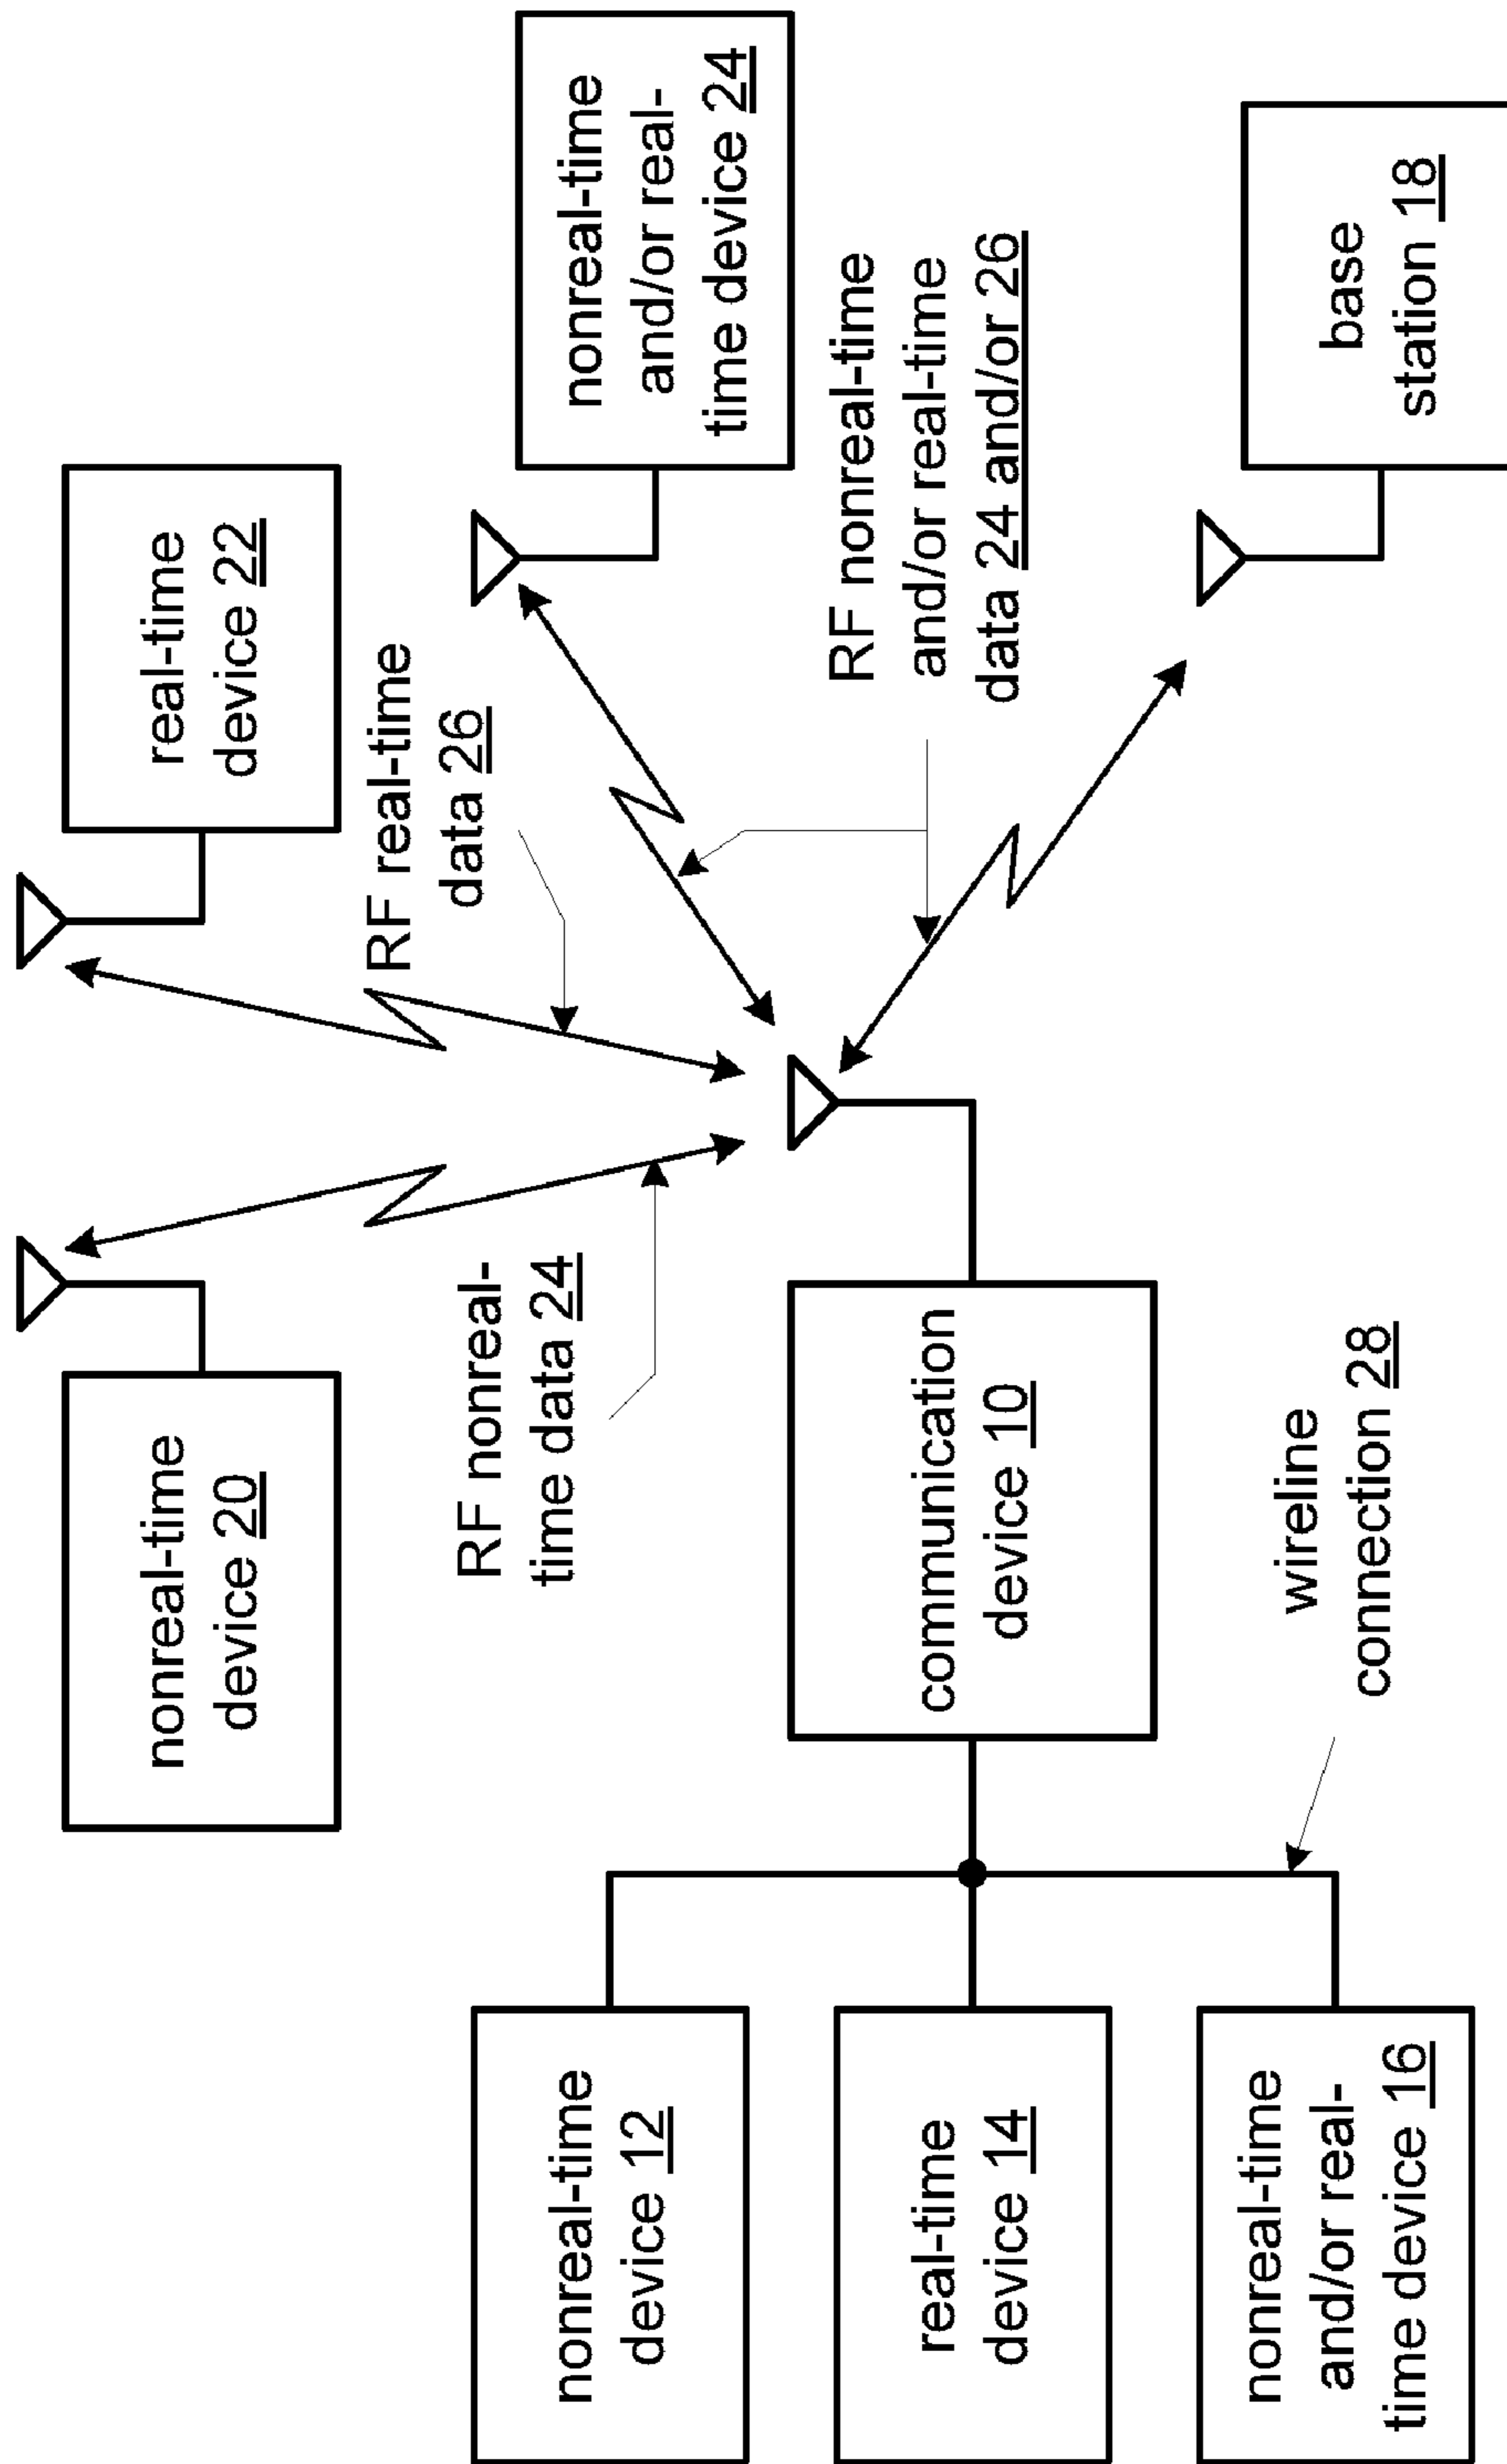 nonreal-time
device 20
real-time
device 22
RF real-time
data 26
nonreal-time
and/or real-
time device 24
RF nonreal-
time data 24
nonreal-time
device 12
communication
device 10
RF nonreal-time
and/or real-time
data 24 and/or 26
real-time
device 14
nonreal-time
and/or real-
time device 16
wireline
connection 28
base
station 18